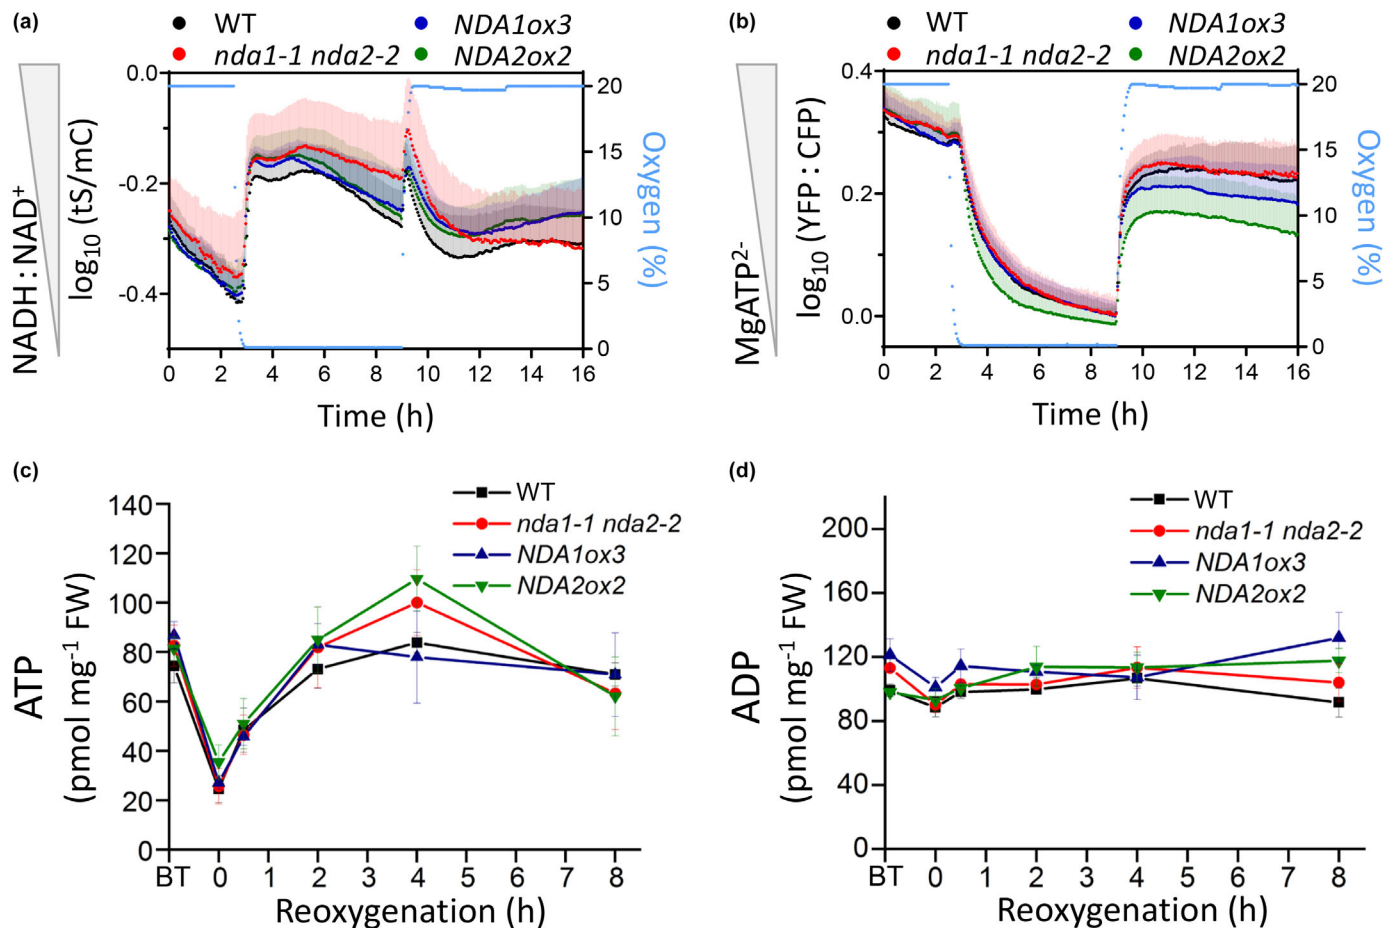 (a)
WT
NDA1ox3
nda1-1 nda2-2
NDA2ox2
NADH : NAD⁺
log₁₀ (tS/mC)
0.0
-0.2
-0.4
20
15
10
5
0
Oxygen (%)
0 2 4 6 8 10 12 14 16
Time (h)
(b)
WT
NDA1ox3
nda1-1 nda2-2
NDA2ox2
MgATP²⁻
log₁₀ (YFP : CFP)
0.4
0.2
0.0
20
15
10
5
0
Oxygen (%)
0 2 4 6 8 10 12 14 16
Time (h)
(c)
WT
nda1-1 nda2-2
NDA1ox3
NDA2ox2
ATP
(pmol mg⁻¹ FW)
140
120
100
80
60
40
20
0
BT 0 1 2 3 4 5 6 7 8
Reoxygenation (h)
(d)
WT
nda1-1 nda2-2
NDA1ox3
NDA2ox2
ADP
(pmol mg⁻¹ FW)
200
160
120
80
40
0
BT 0 1 2 3 4 5 6 7 8
Reoxygenation (h)